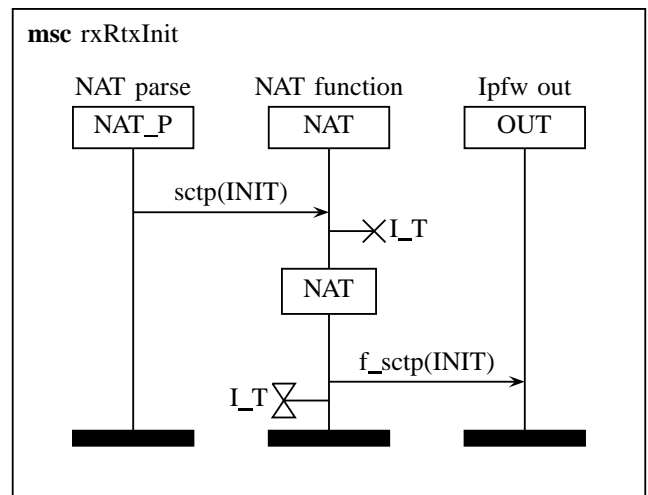 msc rxRtxInit
NAT parse NAT function Ipfw out
NAT_P NAT OUT
sctp(INIT)
I_T
NAT
f_sctp(INIT)
I_T